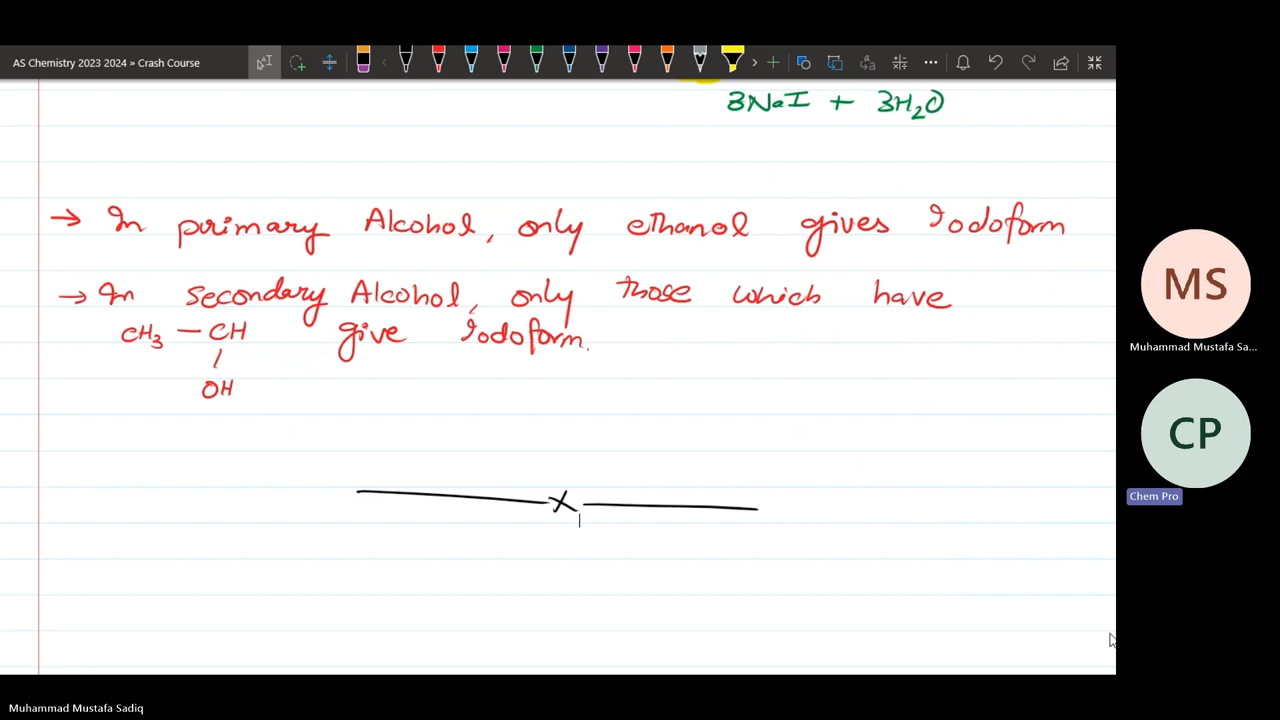 AS Chemistry 2023 2024 » Crash Course
3NaI + 3H₂O
→ In primary Alcohol, only ethanol gives Iodoform
→ In secondary Alcohol, only those which have
CH₃ — CH give Iodoform.
OH
MS
Muhammad Mustafa Sa...
CP
Chem Pro
Muhammad Mustafa Sadiq